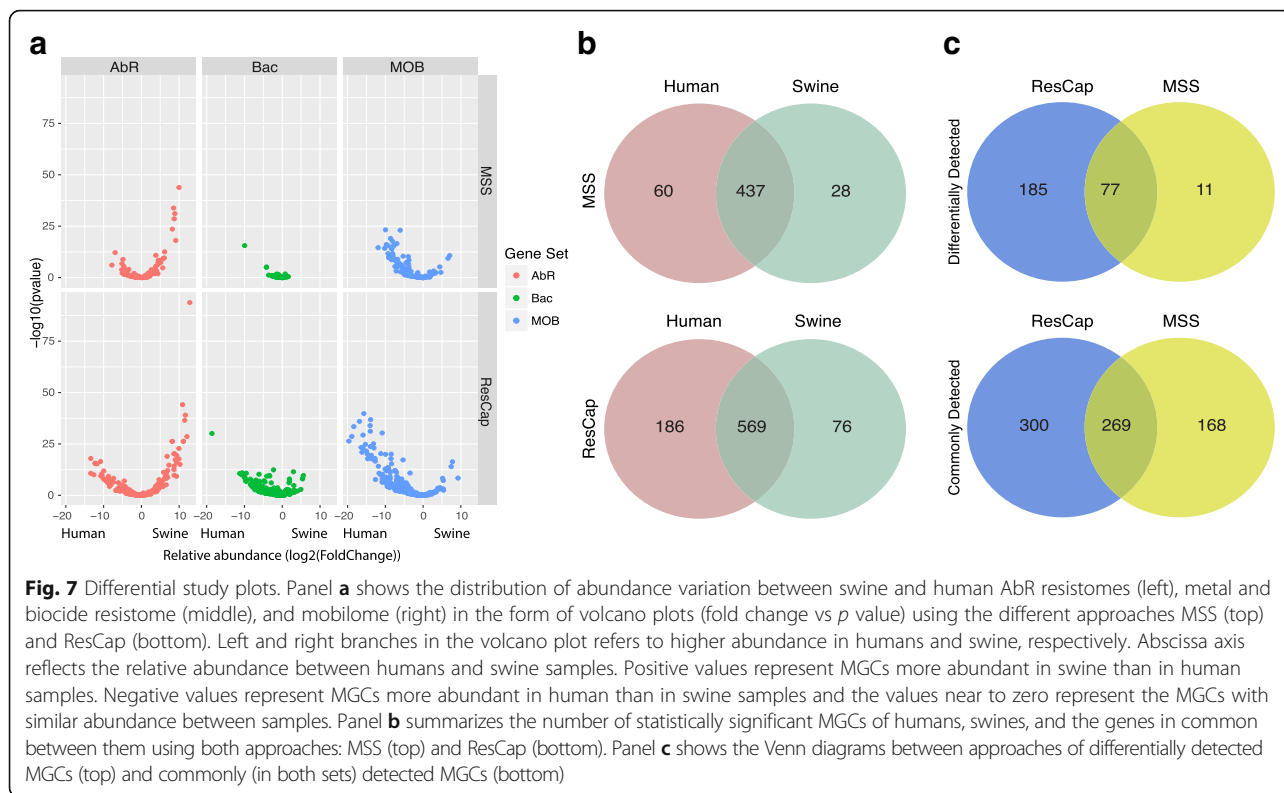 a
AbR
Bac
MOB
MSS
ResCap
75
50
25
0
75
50
25
0
−log10(pvalue)
−20
−10
0
10
−20
−10
0
10
−20
−10
0
10
Human
Swine
Human
Swine
Human
Swine
Relative abundance (log2(FoldChange))
Gene Set
AbR
Bac
MOB
b
Human
Swine
MSS
60
437
28
Human
Swine
ResCap
186
569
76
c
ResCap
MSS
Differentially Detected
185
77
11
ResCap
MSS
Commonly Detected
300
269
168
Fig. 7 Differential study plots. Panel a shows the distribution of abundance variation between swine and human AbR resistomes (left), metal and
biocide resistome (middle), and mobilome (right) in the form of volcano plots (fold change vs p value) using the different approaches MSS (top)
and ResCap (bottom). Left and right branches in the volcano plot refers to higher abundance in humans and swine, respectively. Abscissa axis
reflects the relative abundance between humans and swine samples. Positive values represent MGCs more abundant in swine than in human
samples. Negative values represent MGCs more abundant in human than in swine samples and the values near to zero represent the MGCs with
similar abundance between samples. Panel b summarizes the number of statistically significant MGCs of humans, swines, and the genes in common
between them using both approaches: MSS (top) and ResCap (bottom). Panel c shows the Venn diagrams between approaches of differentially detected
MGCs (top) and commonly (in both sets) detected MGCs (bottom)